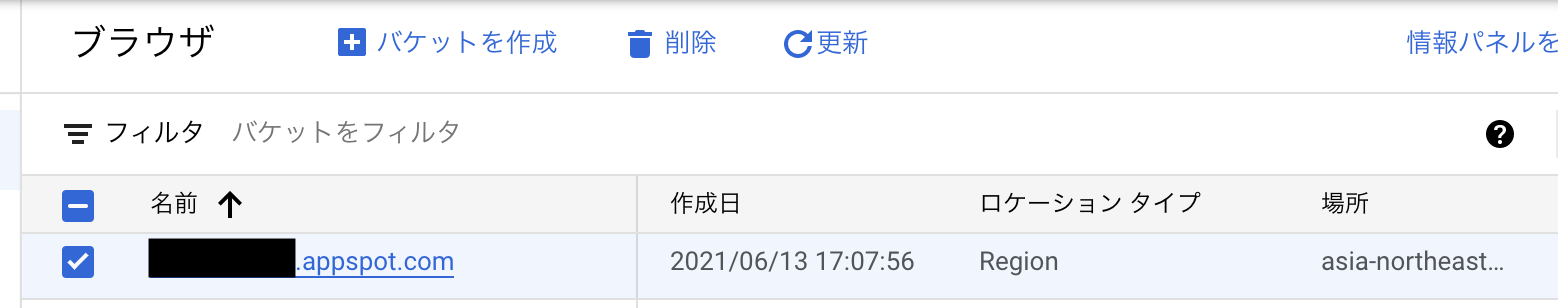 ブラウザ バケットを作成 削除 更新 情報パネルを
フィルタ バケットをフィルタ
名前 作成日 ロケーション タイプ 場所
.appspot.com 2021/06/13 17:07:56 Region asia-northeast…